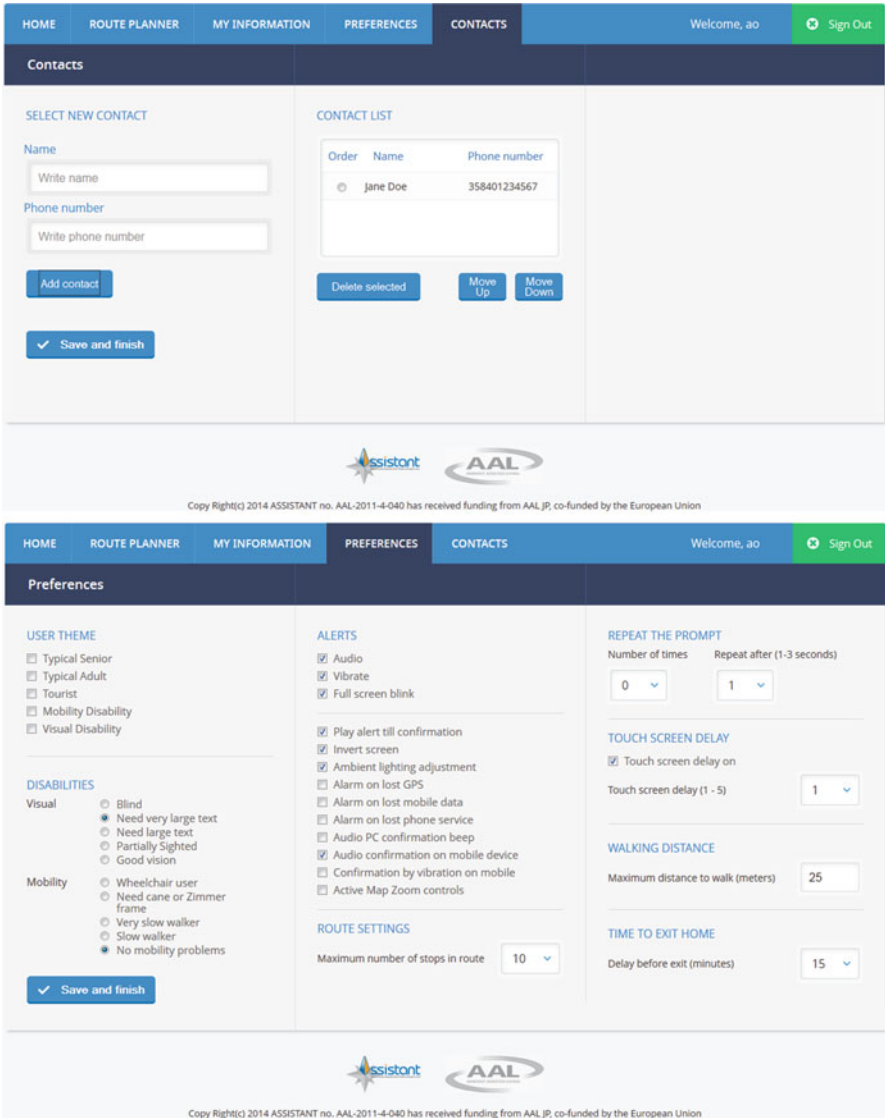 HOME ROUTE PLANNER MY INFORMATION PREFERENCES CONTACTS Welcome, ao Sign Out
Contacts
SELECT NEW CONTACT
Name
Write name
Phone number
Write phone number
Add contact
Save and finish
CONTACT LIST
Order Name Phone number
Jane Doe 358401234567
Delete selected
Move Up
Move Down
Assistant
AAL
Copy Right(c) 2014 ASSISTANT no. AAL-2011-4-040 has received funding from AAL JP, co-funded by the European Union
HOME ROUTE PLANNER MY INFORMATION PREFERENCES CONTACTS Welcome, ao Sign Out
Preferences
USER THEME
Typical Senior
Typical Adult
Tourist
Mobility Disability
Visual Disability
DISABILITIES
Visual
Blind
Need very large text
Need large text
Partially Sighted
Good vision
Mobility
Wheelchair user
Need cane or Zimmer
frame
Very slow walker
Slow walker
No mobility problems
Save and finish
ALERTS
Audio
Vibrate
Full screen blink
Play alert till confirmation
Invert screen
Ambient lighting adjustment
Alarm on lost GPS
Alarm on lost mobile data
Alarm on lost phone service
Audio PC confirmation beep
Audio confirmation on mobile device
Confirmation by vibration on mobile
Active Map Zoom controls
ROUTE SETTINGS
Maximum number of stops in route 10
REPEAT THE PROMPT
Number of times Repeat after (1-3 seconds)
0 1
TOUCH SCREEN DELAY
Touch screen delay on
Touch screen delay (1 - 5) 1
WALKING DISTANCE
Maximum distance to walk (meters) 25
TIME TO EXIT HOME
Delay before exit (minutes) 15
Assistant
AAL
Copy Right(c) 2014 ASSISTANT no. AAL-2011-4-040 has received funding from AAL JP, co-funded by the European Union